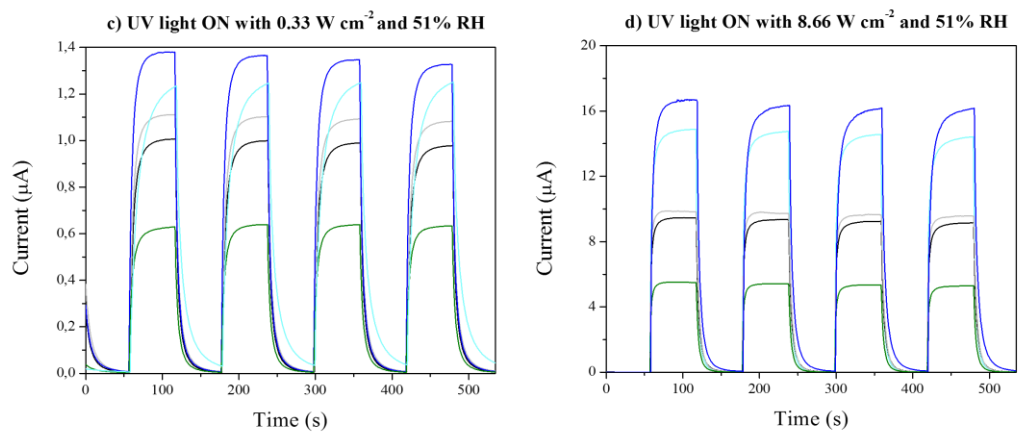 c) UV light ON with 0.33 W cm⁻² and 51% RH
1,4
1,2
1,0
0,8
0,6
0,4
0,2
0,0
Current (µA)
0 100 200 300 400 500
Time (s)
d) UV light ON with 8.66 W cm⁻² and 51% RH
20
16
12
8
4
0
Current (µA)
0 100 200 300 400 500
Time (s)